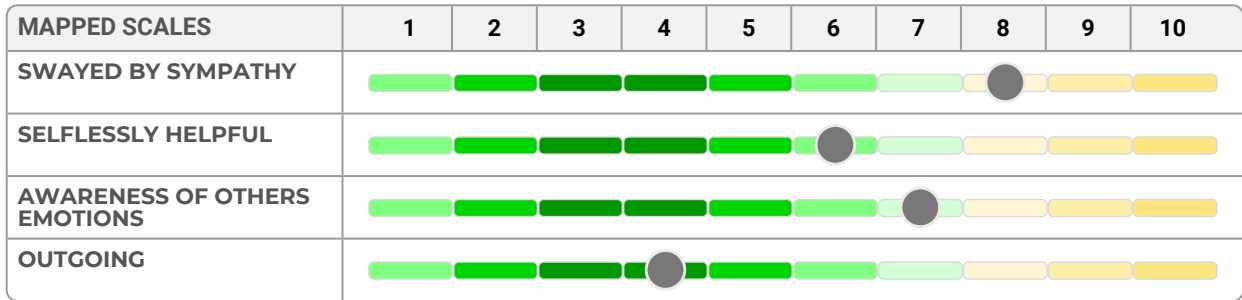 MAPPED SCALES 1 2 3 4 5 6 7 8 9 10
SWAYED BY SYMPATHY
SELFLESSLY HELPFUL
AWARENESS OF OTHERS
EMOTIONS
OUTGOING